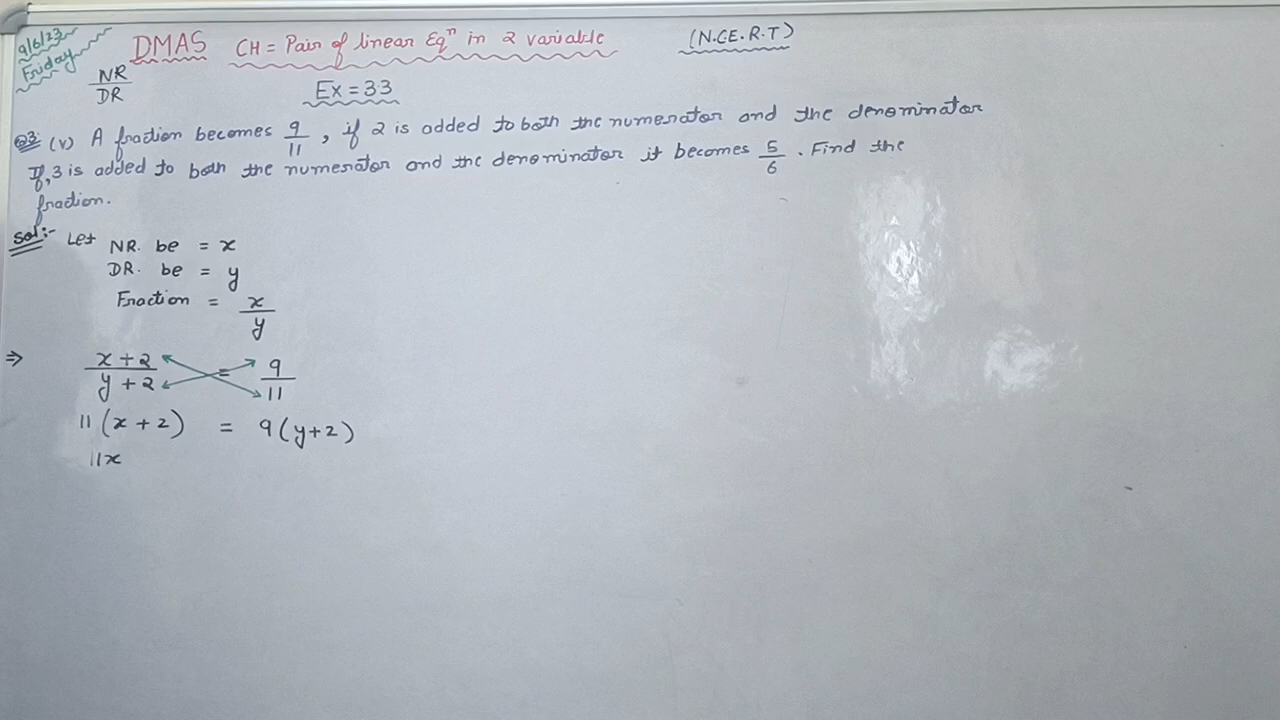 9/6/23
Friday
DMAS CH = Pair of linear Eqⁿ in 2 variable (N.CE.R.T)
NR
DR
Ex = 3.3
Q3: (v) A fraction becomes 9/11, if 2 is added to both the numerator and the denominator
If, 3 is added to both the numerator and the denominator it becomes 5/6. Find the
fraction.
Sol:- Let NR. be = x
DR. be = y
Fraction = x/y
⇒ x+2/y+2 = 9/11
11(x+2) = 9(y+2)
11x